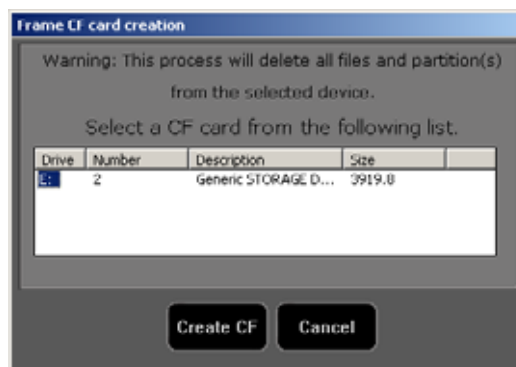 Frame CF card creation
Warning: This process will delete all files and partition(s)
from the selected device.
Select a CF card from the following list.
Drive Number Description Size
2 Generic STORAGE D... 3919.8
Create CF Cancel